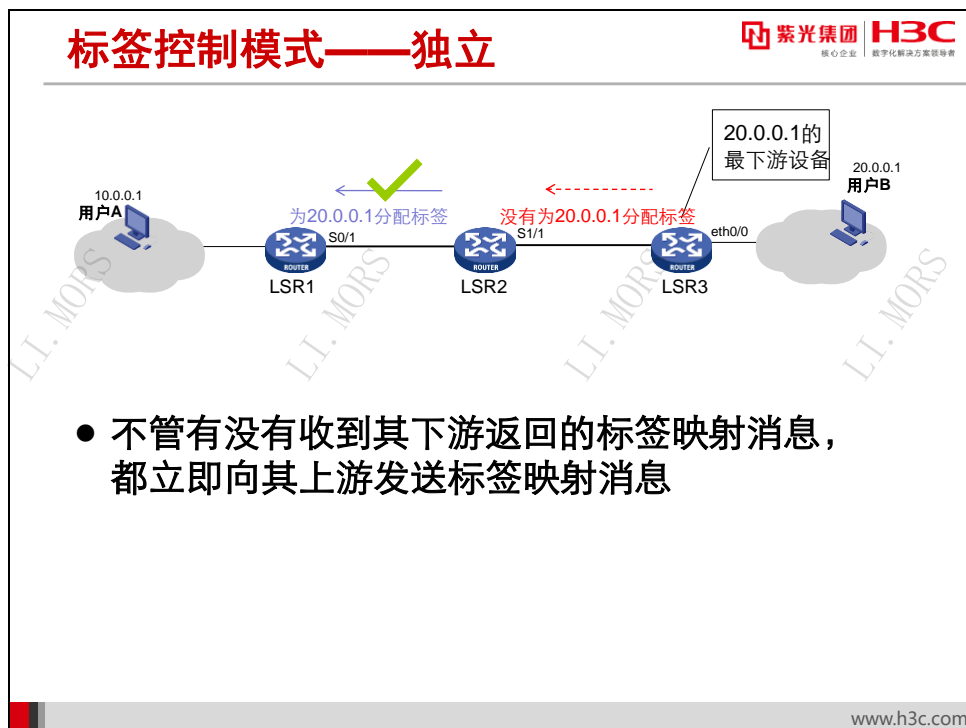 标签控制模式——独立
紫光集团
核心企业
H3C
数字化解决方案领导者
20.0.0.1的
最下游设备
10.0.0.1
用户A
20.0.0.1
用户B
为20.0.0.1分配标签
没有为20.0.0.1分配标签
S0/1
S1/1
eth0/0
ROUTER
ROUTER
ROUTER
LSR1
LSR2
LSR3
LI. MORS
LI. MORS
LI. MORS
LI. MORS
● 不管有没有收到其下游返回的标签映射消息，
都立即向其上游发送标签映射消息
www.h3c.com